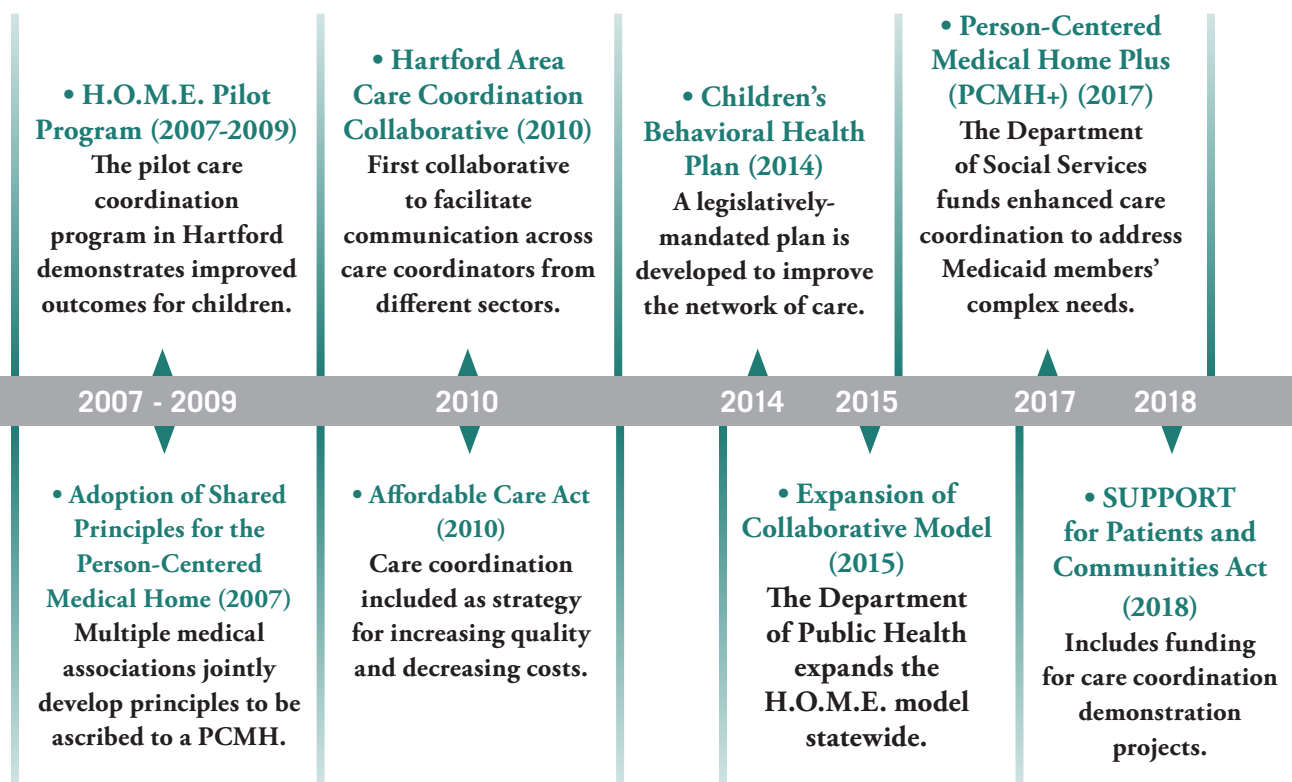 • H.O.M.E. Pilot
Program (2007-2009)
The pilot care
coordination
program in Hartford
demonstrates improved
outcomes for children.
• Hartford Area
Care Coordination
Collaborative (2010)
First collaborative
to facilitate
communication across
care coordinators from
different sectors.
• Children’s
Behavioral Health
Plan (2014)
A legislatively-
mandated plan is
developed to improve
the network of care.
• Person-Centered
Medical Home Plus
(PCMH+) (2017)
The Department
of Social Services
funds enhanced care
coordination to address
Medicaid members’
complex needs.
2007 - 2009
2010
2014
2015
2017
2018
• Adoption of Shared
Principles for the
Person-Centered
Medical Home (2007)
Multiple medical
associations jointly
develop principles to be
ascribed to a PCMH.
• Affordable Care Act
(2010)
Care coordination
included as strategy
for increasing quality
and decreasing costs.
• Expansion of
Collaborative Model
(2015)
The Department
of Public Health
expands the
H.O.M.E. model
statewide.
• SUPPORT
for Patients and
Communities Act
(2018)
Includes funding
for care coordination
demonstration
projects.